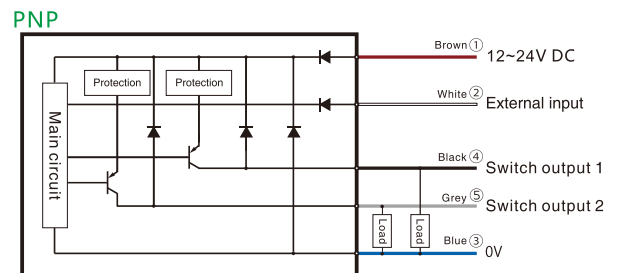 PNP
Brown ① 12~24V DC
Protection Protection
White ② External input
Main circuit
Black ④ Switch output 1
Grey ⑤ Switch output 2
Load Load
Blue ③ 0V